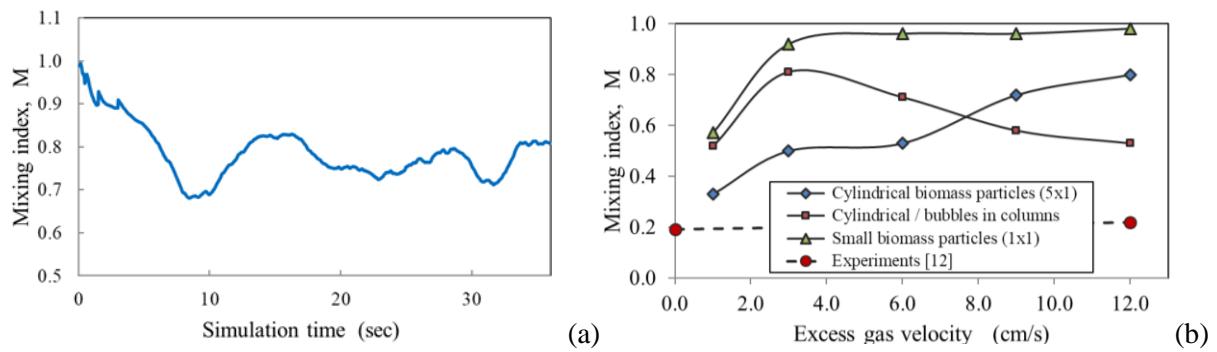 1.1
1.0
0.9
0.8
0.7
0.6
0.5
Mixing index, M
0
10
20
30
Simulation time (sec)
(a)
1.0
0.8
0.6
0.4
0.2
0.0
Mixing index, M
Cylindrical biomass particles (5x1)
Cylindrical / bubbles in columns
Small biomass particles (1x1)
Experiments [12]
0.0
2.0
4.0
6.0
8.0
10.0
12.0
Excess gas velocity (cm/s)
(b)